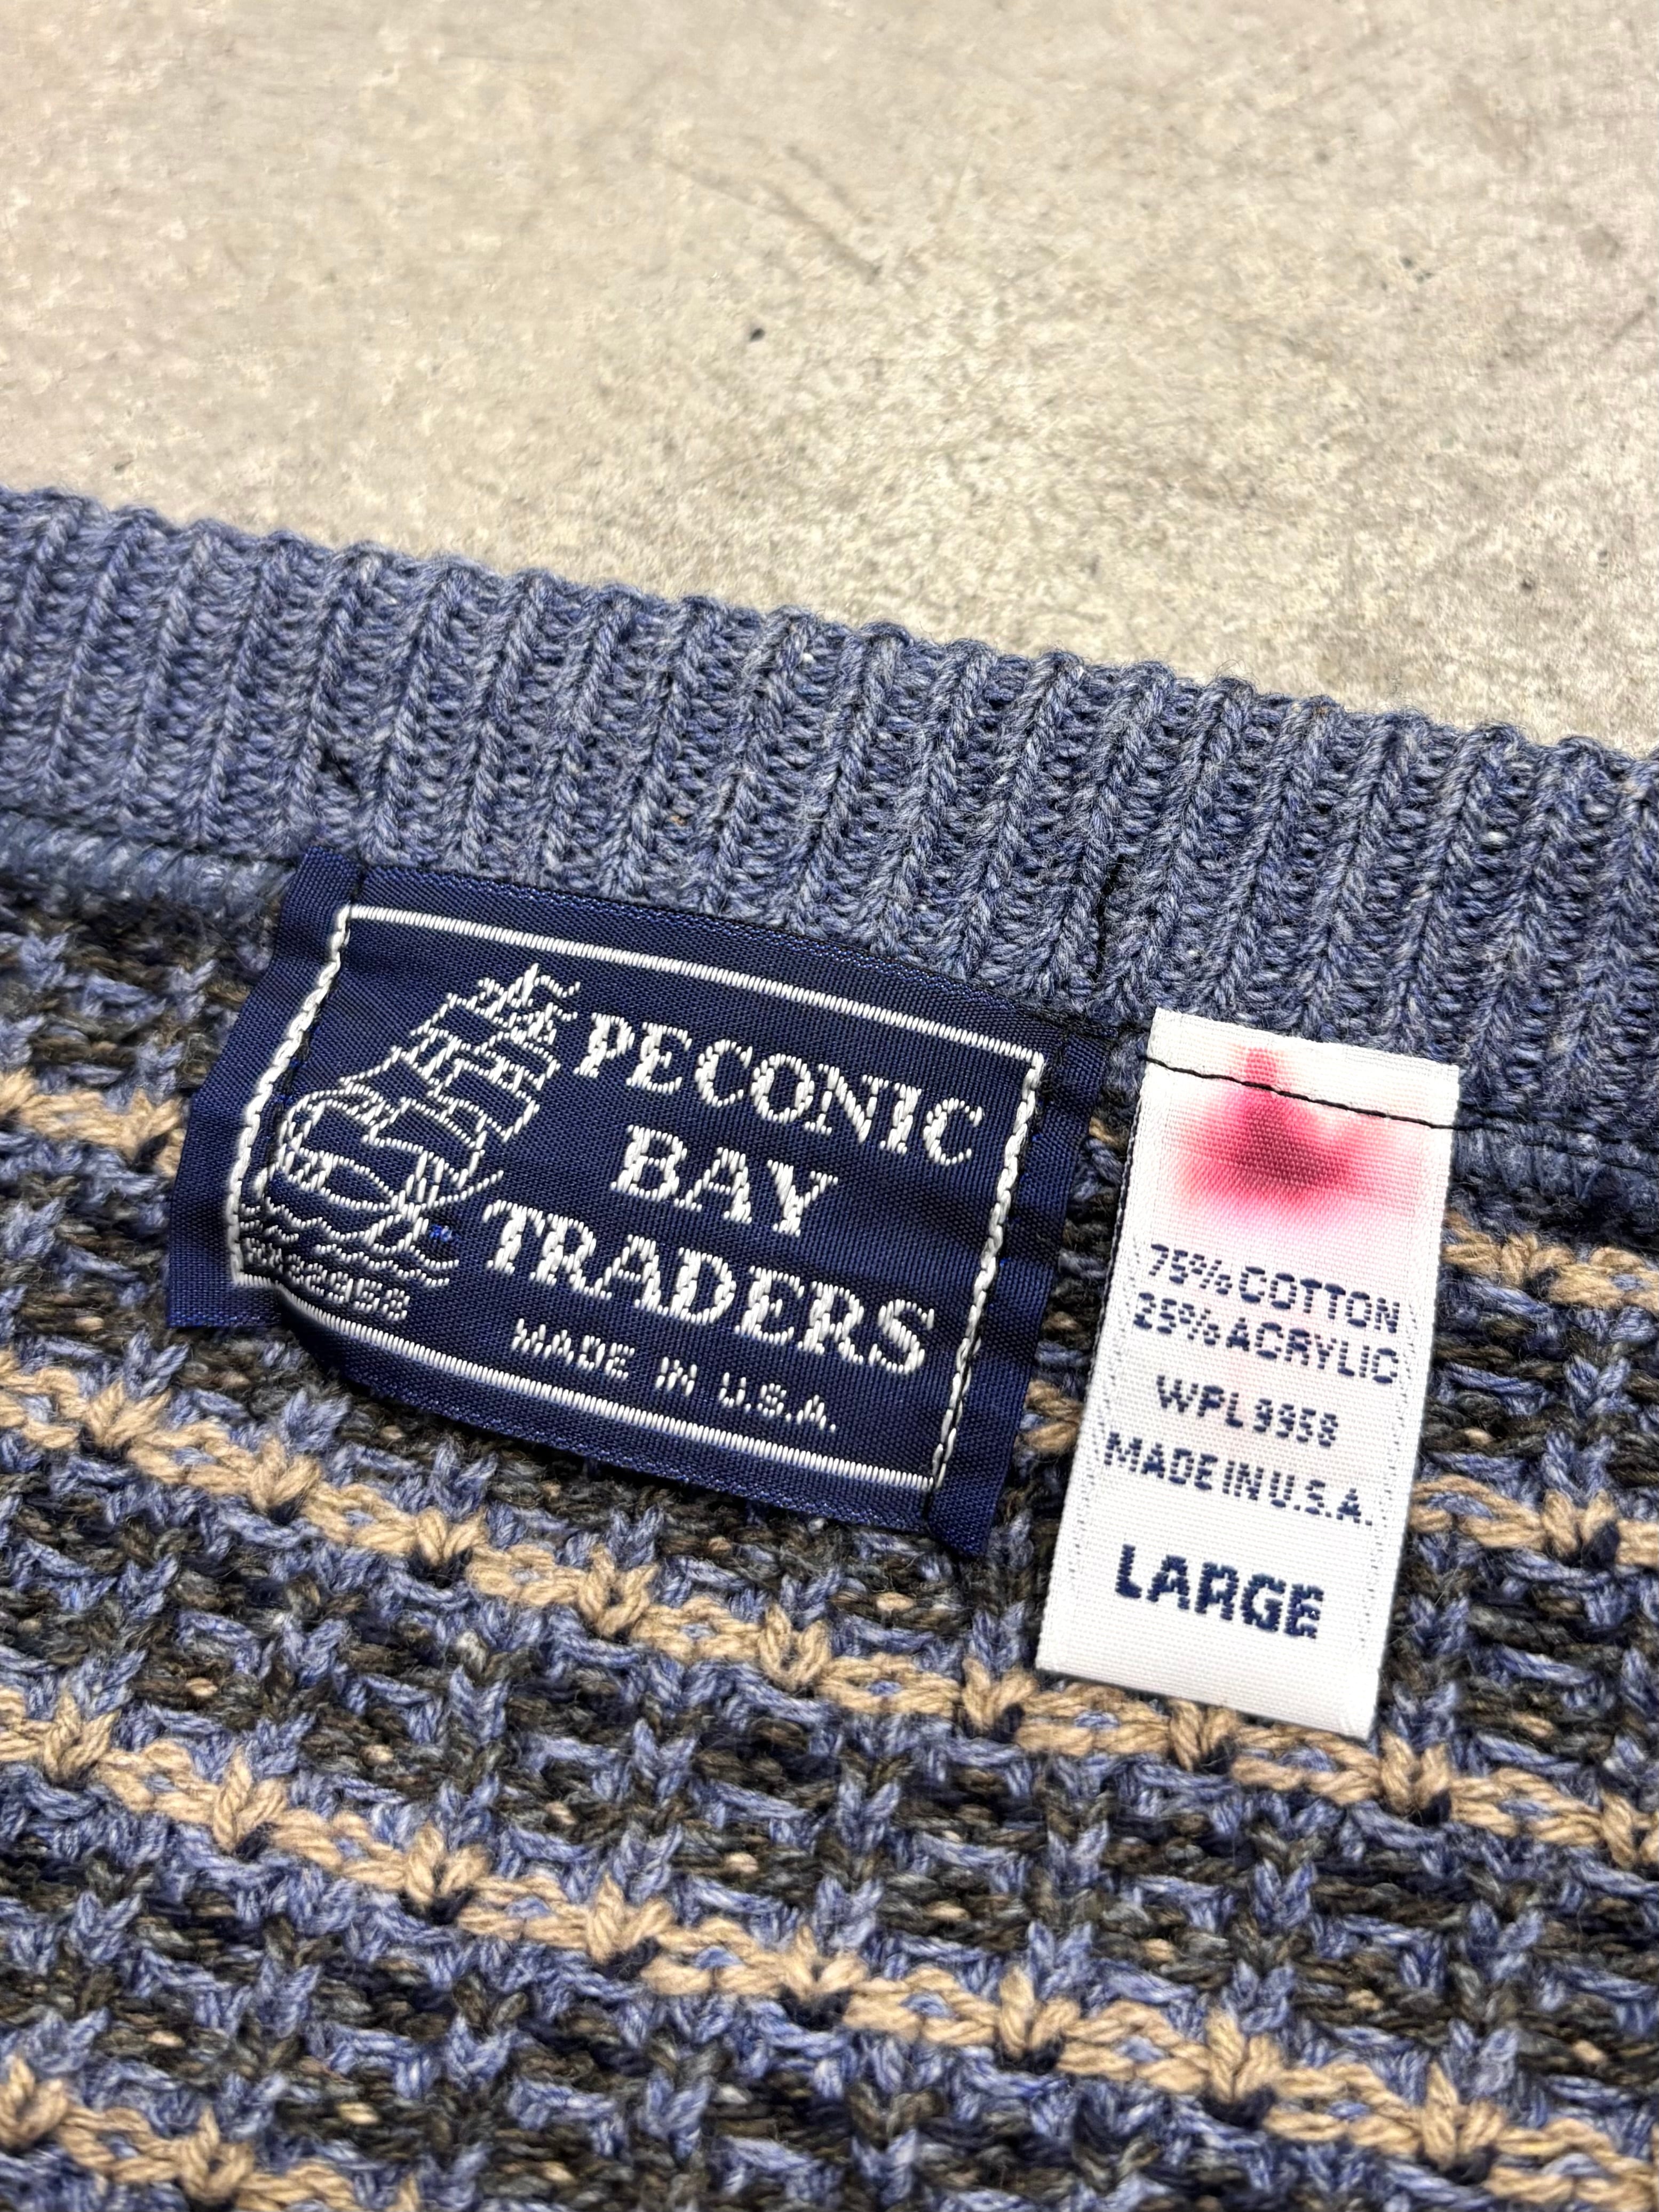 PECONIC
BAY
TRADERS
MADE IN U.S.A.
75% COTTON
25% ACRYLIC
WPL 9958
MADE IN U.S.A.
LARGE